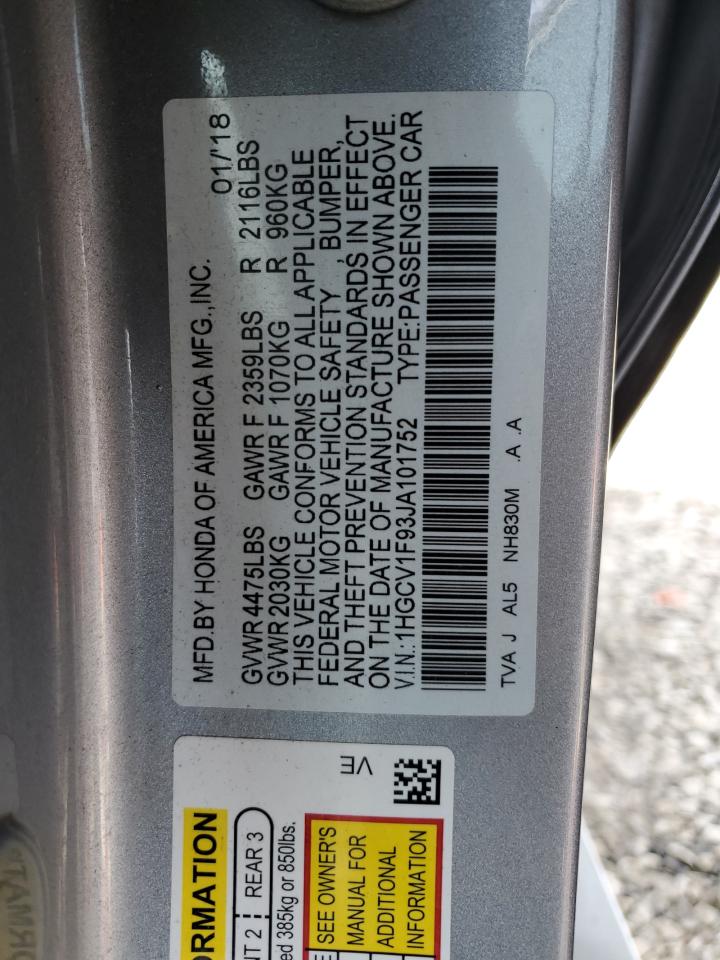 MFD.BY HONDA OF AMERICA MFG.,INC. 01/'18
GVWR 4475LBS GAWR F 2359LBS R 2116LBS
GVWR 2030KG GAWR F 1070KG R 960KG
THIS VEHICLE CONFORMS TO ALL APPLICABLE
FEDERAL MOTOR VEHICLE SAFETY, BUMPER,
AND THEFT PREVENTION STANDARDS, IN EFFECT
ON THE DATE OF MANUFACTURE SHOWN ABOVE.
V.I.N.:1HGCV1F93JA101752 TYPE:PASSENGER CAR
TVA J AL5 NH830M .A .A
VE
2 REAR 3
385kg or 850lbs.
SEE OWNER'S
MANUAL FOR
ADDITIONAL
INFORMATION